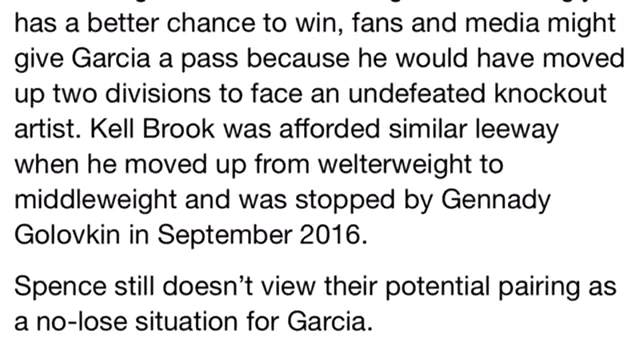 has a better chance to win, fans and media might
give Garcia a pass because he would have moved
up two divisions to face an undefeated knockout
artist. Kell Brook was afforded similar leeway
when he moved up from welterweight to
middleweight and was stopped by Gennady
Golovkin in September 2016.
Spence still doesn’t view their potential pairing as
a no-lose situation for Garcia.